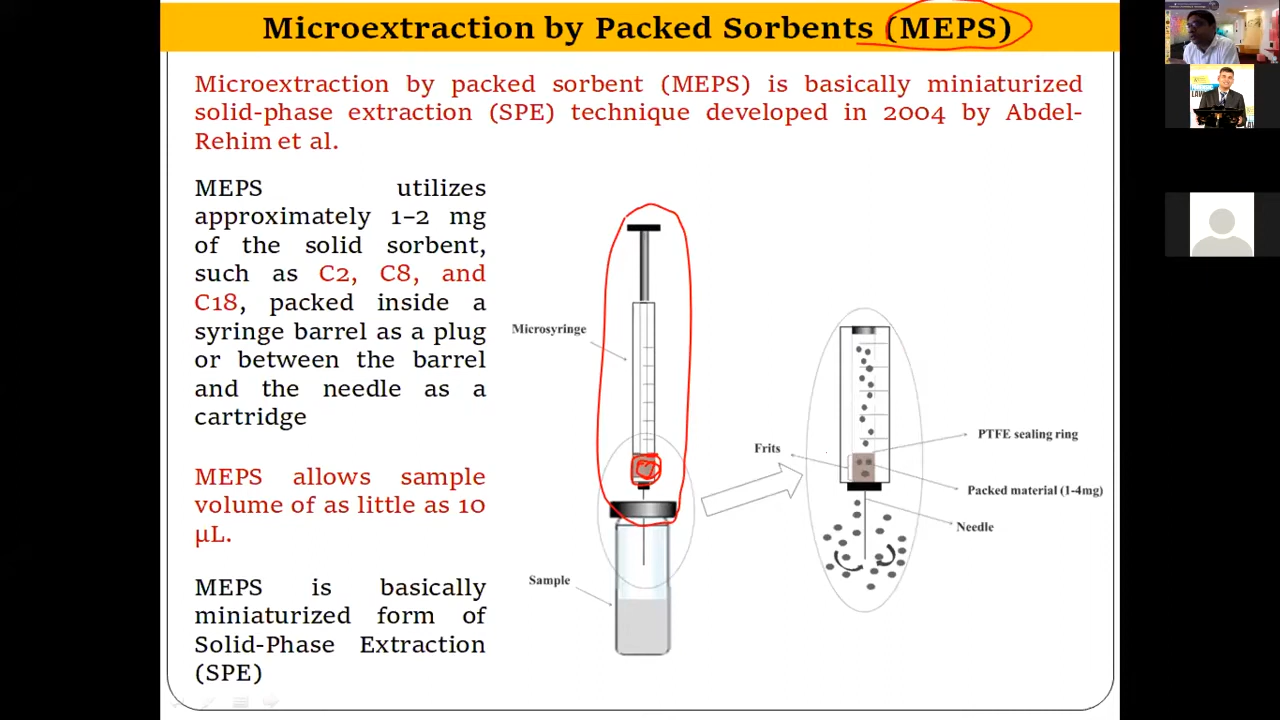 Microextraction by Packed Sorbents (MEPS)
Microextraction by packed sorbent (MEPS) is basically miniaturized
solid-phase extraction (SPE) technique developed in 2004 by Abdel-
Rehim et al.
MEPS utilizes
approximately 1–2 mg
of the solid sorbent,
such as C2, C8, and
C18, packed inside a
syringe barrel as a plug
or between the barrel
and the needle as a
cartridge
MEPS allows sample
volume of as little as 10
µL.
MEPS is basically
miniaturized form of
Solid-Phase Extraction
(SPE)
Microsyringe
Sample
Frits
PTFE sealing ring
Packed material (1-4mg)
Needle